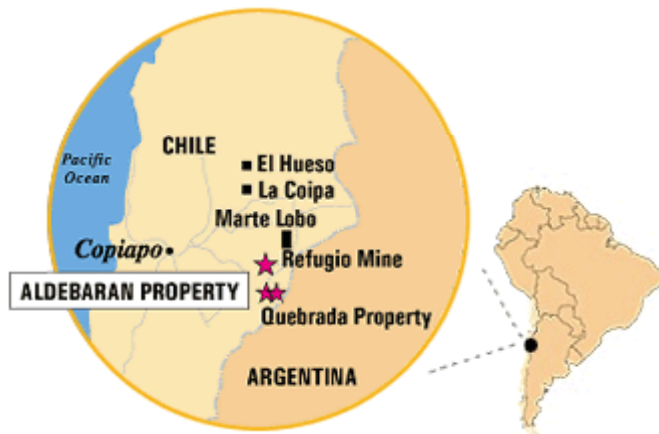 CHILE
Pacific
Ocean
El Hueso
La Coipa
Marte Lobo
Copiapo
Refugio Mine
ALDEBARAN PROPERTY
Quebrada Property
ARGENTINA